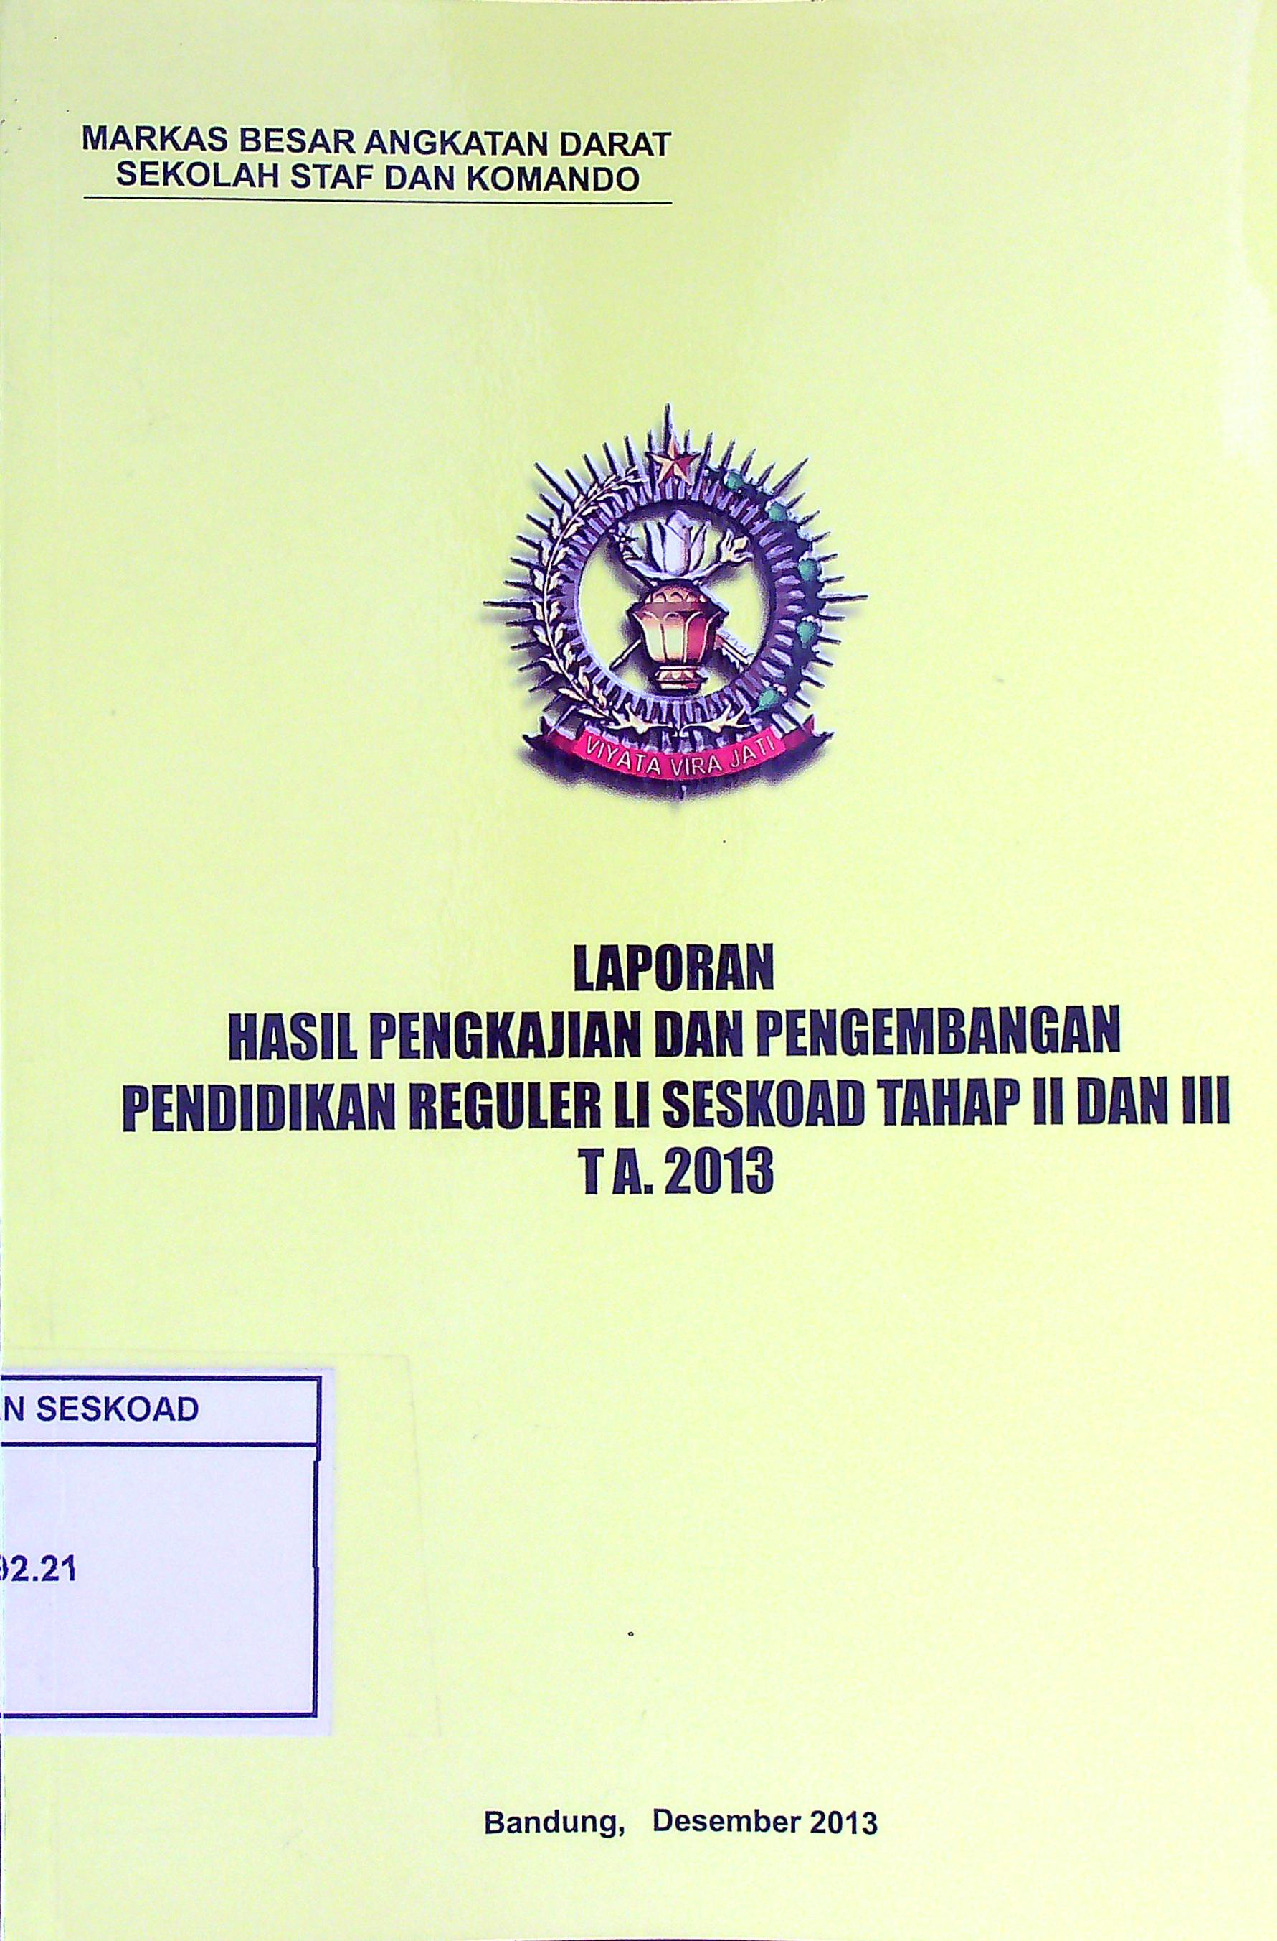 MARKAS BESAR ANGKATAN DARAT
SEKOLAH STAF DAN KOMANDO
VIYATA VIRA JATI
LAPORAN
HASIL PENGKAJIAN DAN PENGEMBANGAN
PENDIDIKAN REGULER LI SESKOAD TAHAP II DAN III
T A. 2013
N SESKOAD
2.21
Bandung, Desember 2013